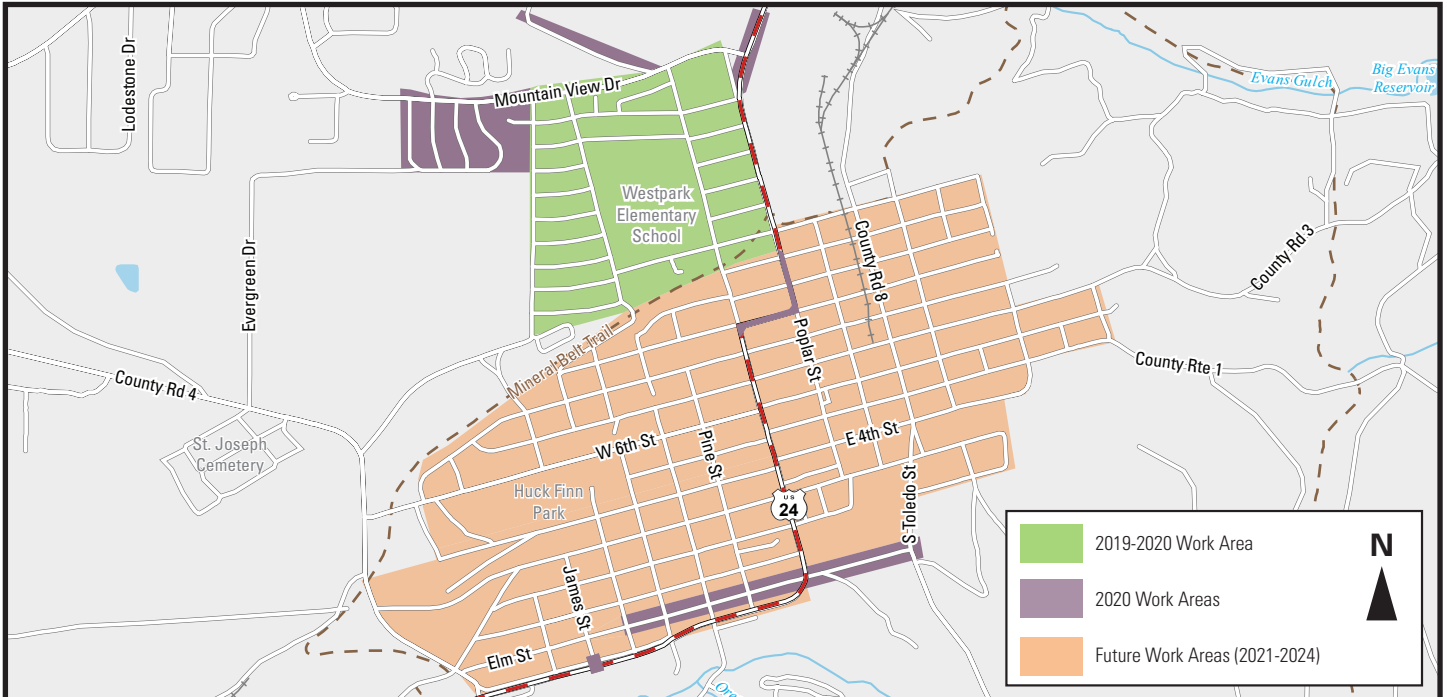 Lodestone Dr
Mountain View Dr
Evans Gulch
Big Evans
Reservoir
Westpark
Elementary
School
County Rd 8
County Rd 3
Evergreen Dr
Mineral Belt Trail
Poplar St
County Rte 1
County Rd 4
St. Joseph
Cemetery
W 6th St
Pine St
E 4th St
Huck Finn
Park
U S
24
S Toledo St
James St
Elm St
2019-2020 Work Area
2020 Work Areas
Future Work Areas (2021-2024)
N